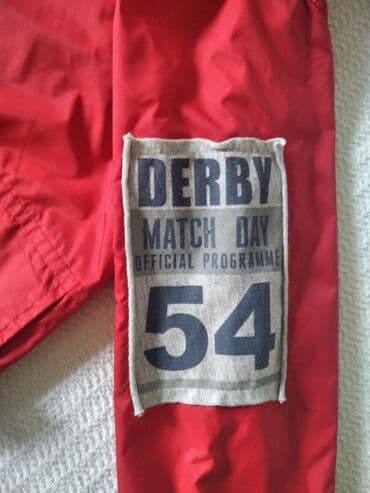 DERBY
MATCH DAY
OFFICIAL PROGRAMME
54